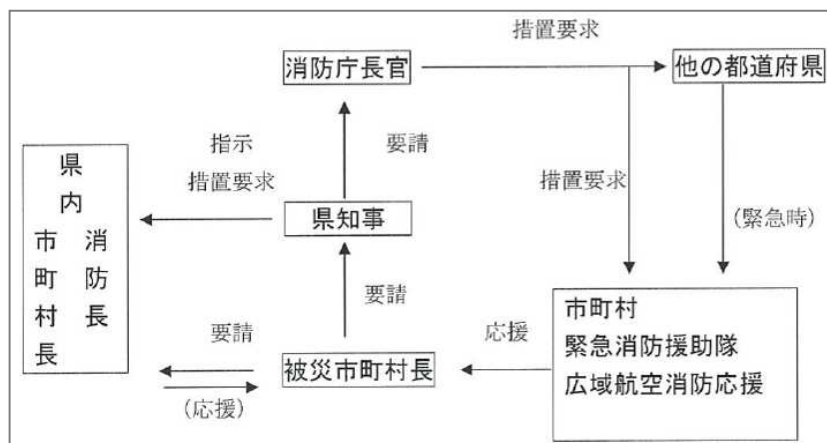 措置要求
消防庁長官
他の都道府県
指示
措置要求
要請
措置要求
(緊急時)
県内市町村長
消防長
県知事
要請
要請
(応援)
被災市町村長
応援
市町村
緊急消防援助隊
広域航空消防応援